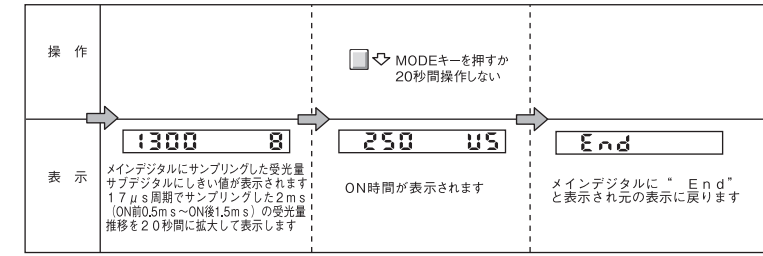 操　作
MODEキーを押すか
20秒間操作しない
表　示
1300 8
メインデジタルにサンプリングした受光量
サブデジタルにしきい値が表示されます
17μs周期でサンプリングした2ms
（ON前0.5ms～ON後1.5ms）の受光量
推移を20秒間に拡大して表示します
250 US
ON時間が表示されます
End
メインデジタルに“　End”
と表示され元の表示に戻ります